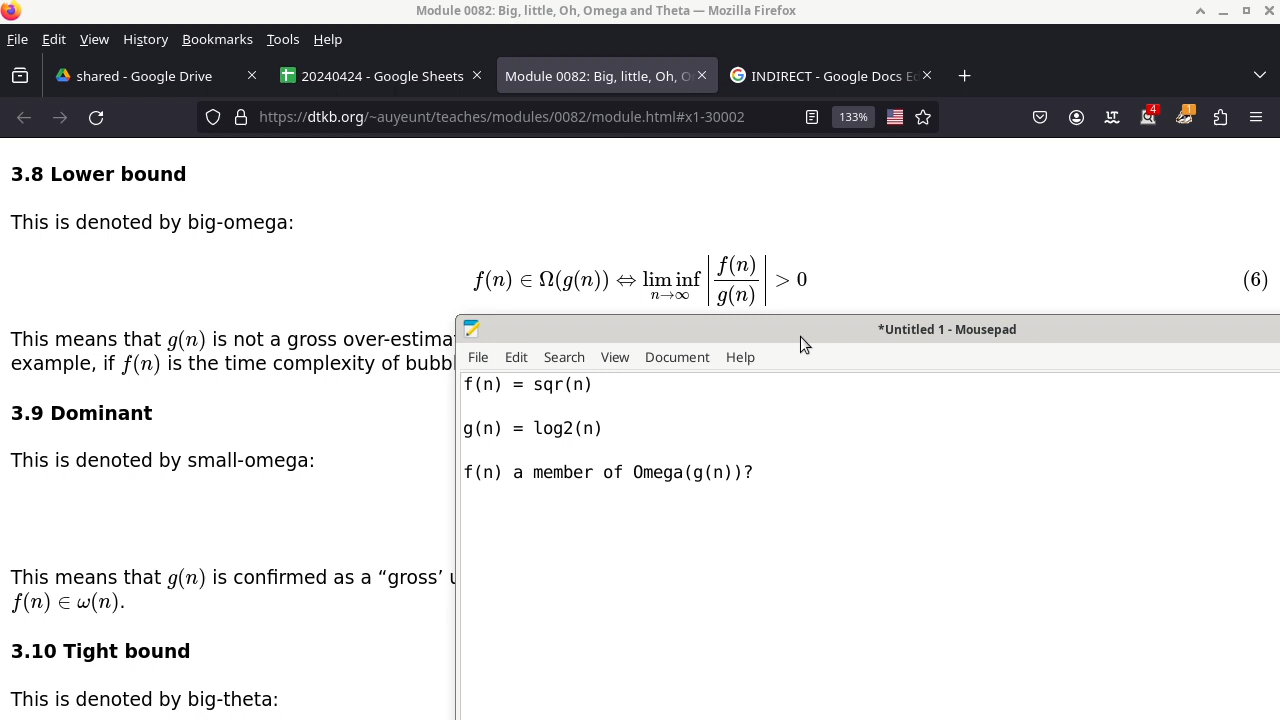 Module 0082: Big, little, Oh, Omega and Theta — Mozilla Firefox
File Edit View History Bookmarks Tools Help
shared - Google Drive
20240424 - Google Sheets
Module 0082: Big, little, Oh, O
INDIRECT - Google Docs Ed
https://dtkb.org/~auyeunt/teaches/modules/0082/module.html#x1-30002
133%
4
1
3.8 Lower bound
This is denoted by big-omega:
f(n) ∈ Ω(g(n)) ⇔ lim inf n→∞ |f(n)/g(n)| > 0 (6)
This means that g(n) is not a gross over-estimat
example, if f(n) is the time complexity of bubbl
3.9 Dominant
This is denoted by small-omega:
This means that g(n) is confirmed as a “gross’ u
f(n) ∈ ω(n).
3.10 Tight bound
This is denoted by big-theta:
*Untitled 1 - Mousepad
File Edit Search View Document Help
f(n) = sqr(n)
g(n) = log2(n)
f(n) a member of Omega(g(n))?